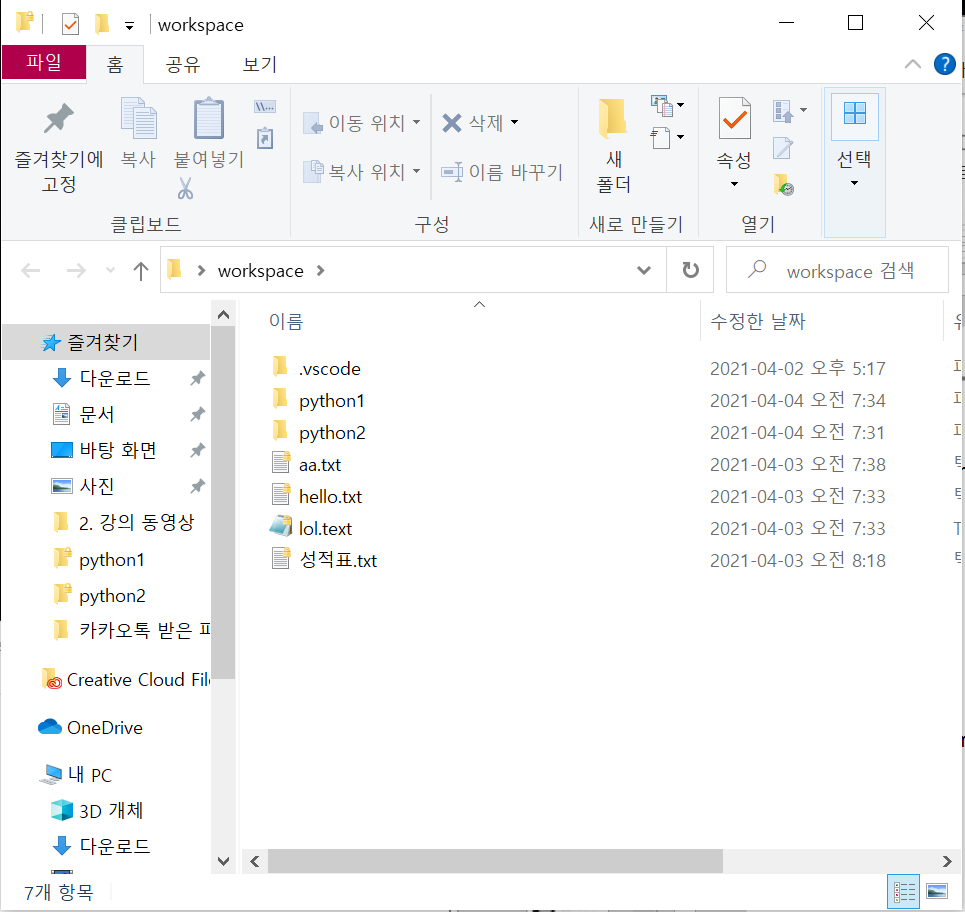 workspace
파일 홈 공유 보기
즐겨찾기에 고정
복사
붙여넣기
클립보드
이동 위치
복사 위치
삭제
이름 바꾸기
구성
새 폴더
새로 만들기
속성
열기
선택
workspace
workspace 검색
즐겨찾기
다운로드
문서
바탕 화면
사진
2. 강의 동영상
python1
python2
카카오톡 받은
Creative Cloud
OneDrive
내 PC
3D 개체
다운로드
이름 수정한 날짜
.vscode 2021-04-02 오후 5:17
python1 2021-04-04 오전 7:34
python2 2021-04-04 오전 7:31
aa.txt 2021-04-03 오전 7:38
hello.txt 2021-04-03 오전 7:33
lol.text 2021-04-03 오전 7:33
성적표.txt 2021-04-03 오전 8:18
7개 항목